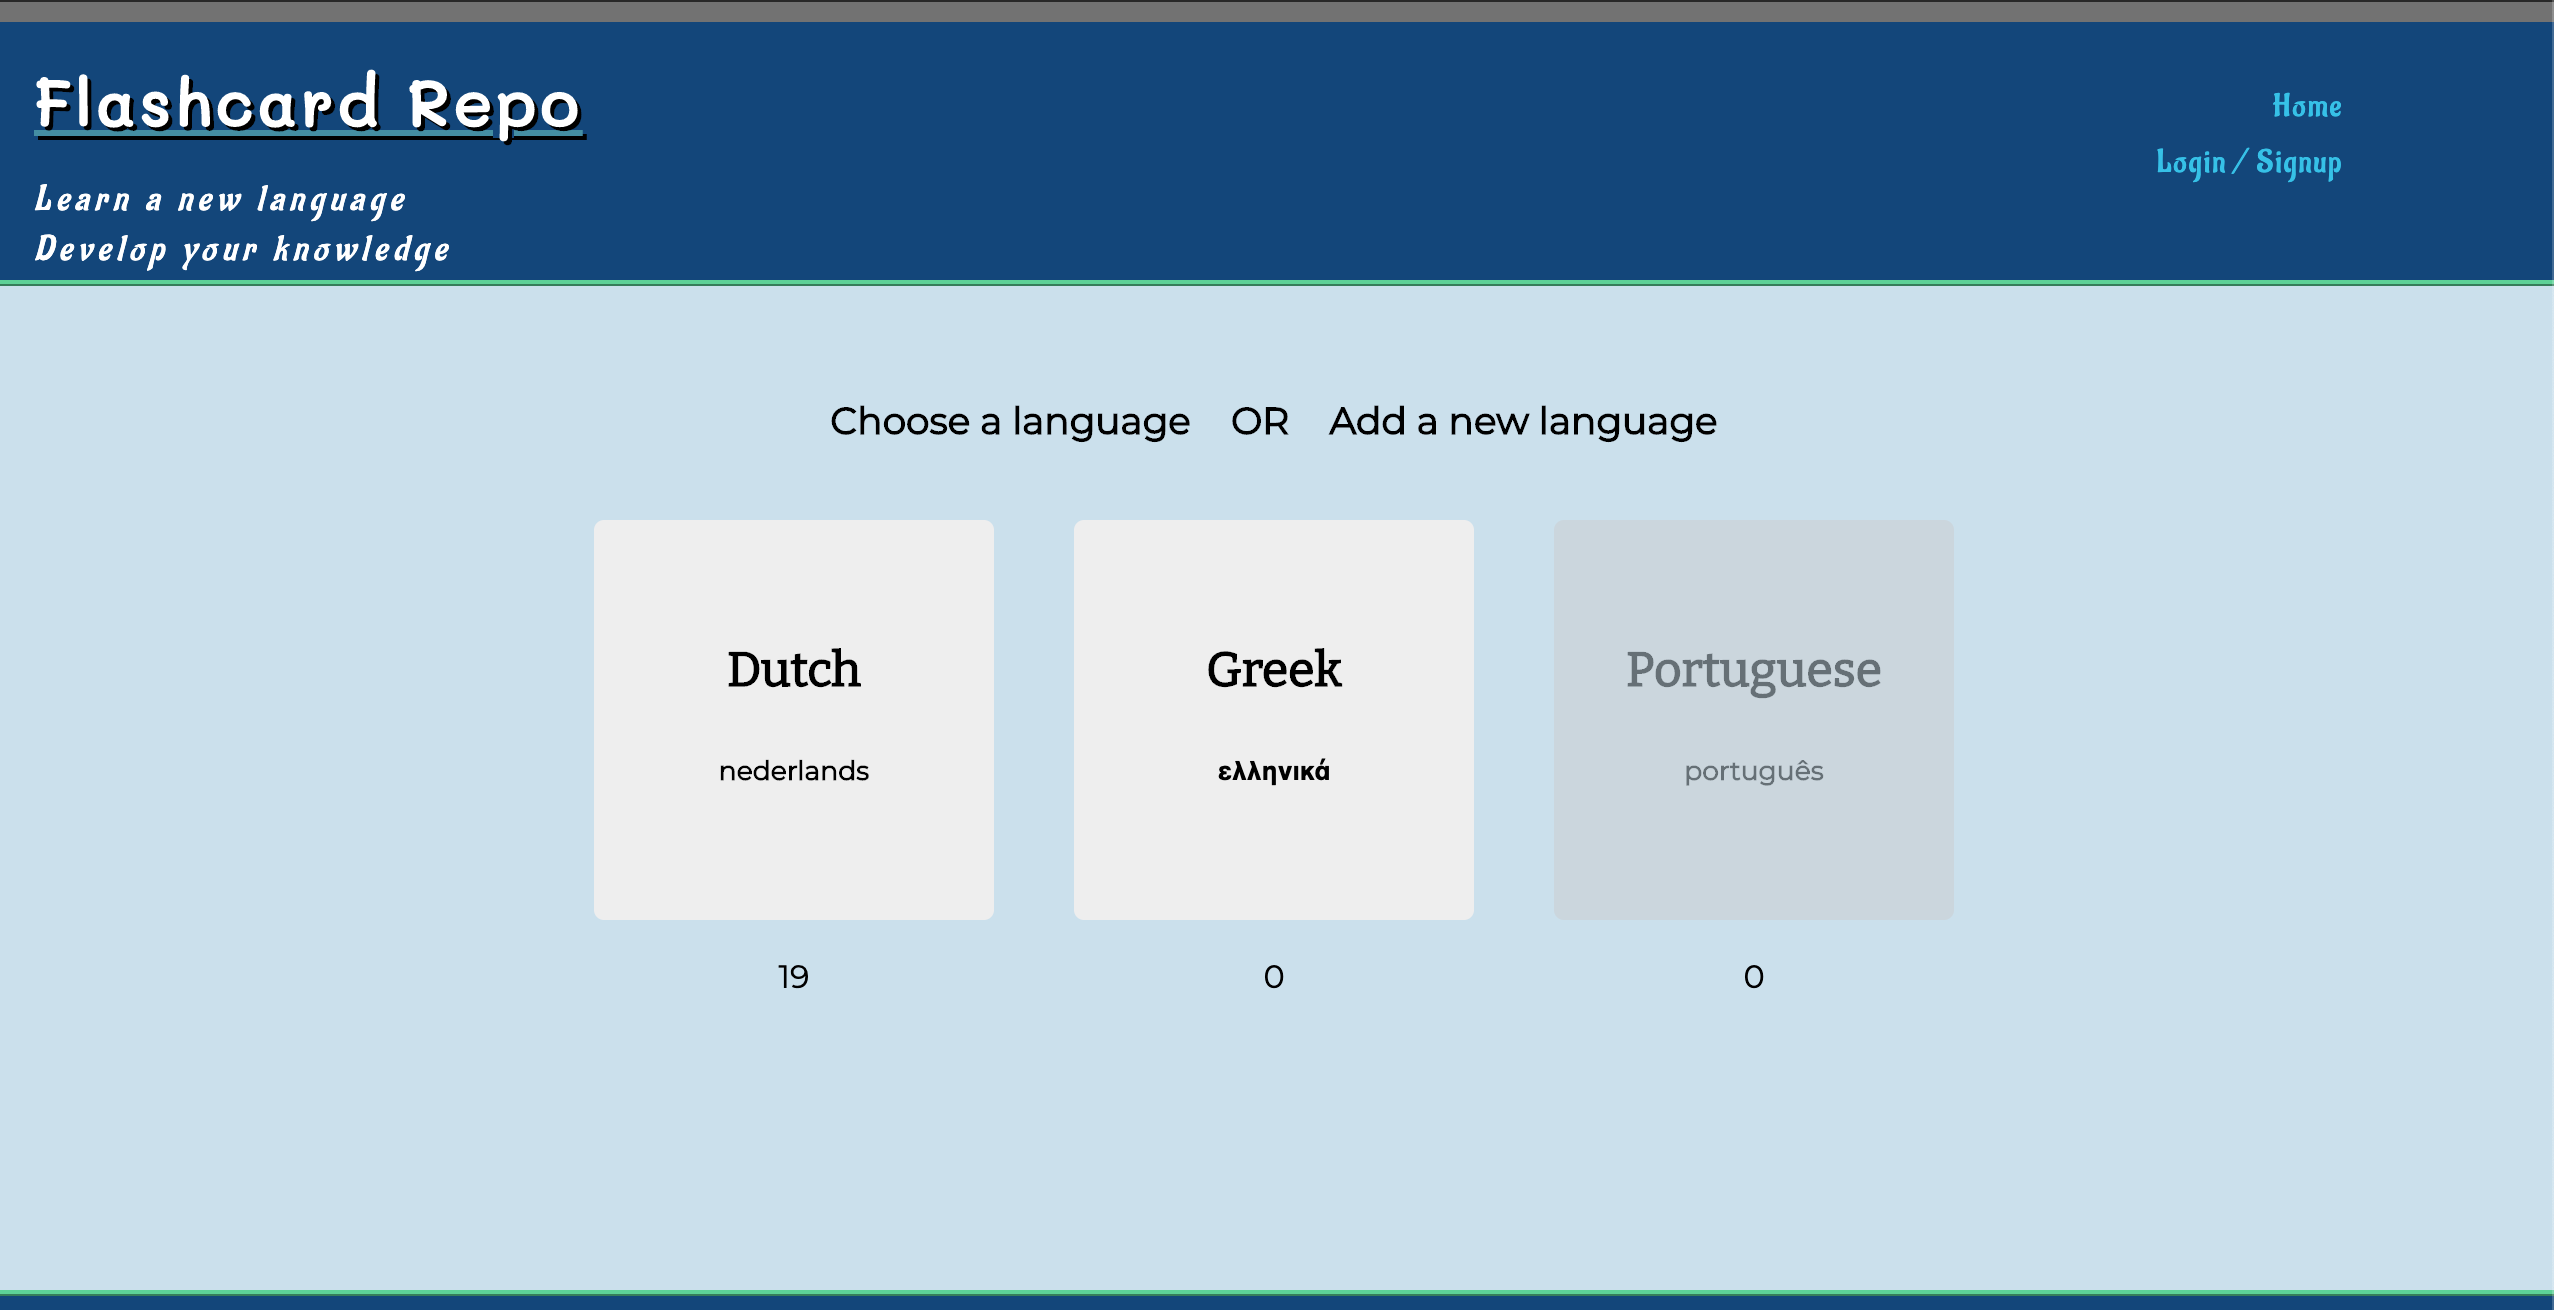 Flashcard Repo
Home
Login / Signup
Learn a new language
Develop your knowledge
Choose a language OR Add a new language
Dutch
nederlands
19
Greek
ελληνικά
0
Portuguese
português
0